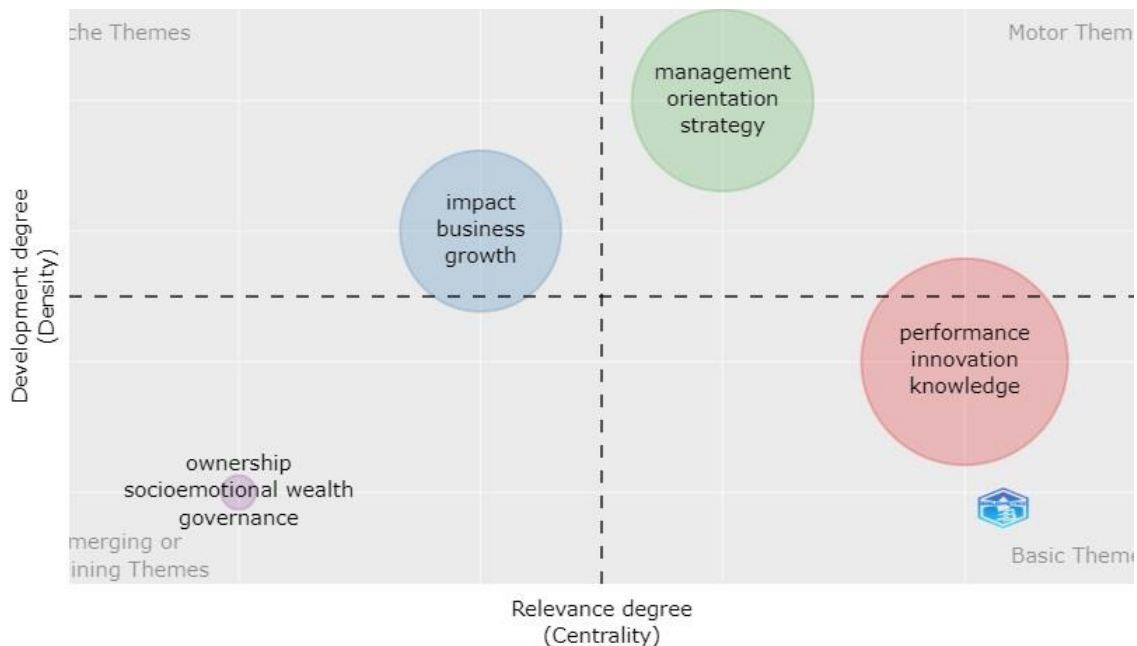 che Themes
Motor Them
management
orientation
strategy
impact
business
growth
Development degree
(Density)
performance
innovation
knowledge
ownership
socioemotional wealth
governance
merging or
ining Themes
Basic Theme
Relevance degree
(Centrality)